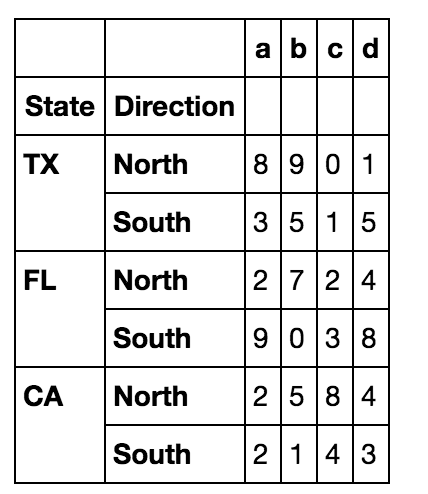 a b c d
State Direction
TX North 8 9 0 1
South 3 5 1 5
FL North 2 7 2 4
South 9 0 3 8
CA North 2 5 8 4
South 2 1 4 3